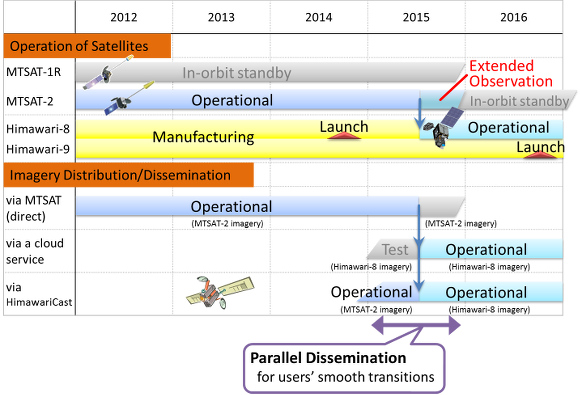 2012 2013 2014 2015 2016
Operation of Satellites
MTSAT-1R In-orbit standby
Extended
Observation
MTSAT-2 Operational In-orbit standby
Himawari-8 Manufacturing Launch Operational
Himawari-9 Launch
Imagery Distribution/Dissemination
via MTSAT
(direct)
Operational
(MTSAT-2 imagery) (MTSAT-2 imagery)
via a cloud
service
Test Operational
(Himawari-8 imagery) (Himawari-8 imagery)
via
HimawariCast
Operational Operational
(MTSAT-2 imagery) (Himawari-8 imagery)
Parallel Dissemination
for users' smooth transitions